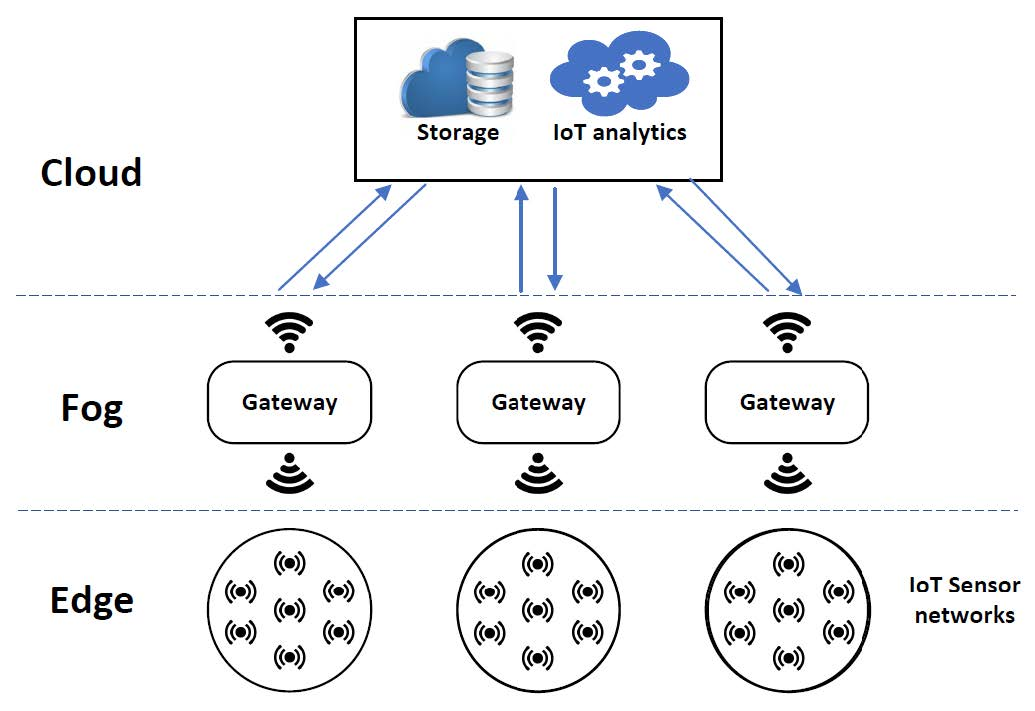 Storage IoT analytics
Cloud
Fog
Gateway Gateway Gateway
Edge
IoT Sensor
networks